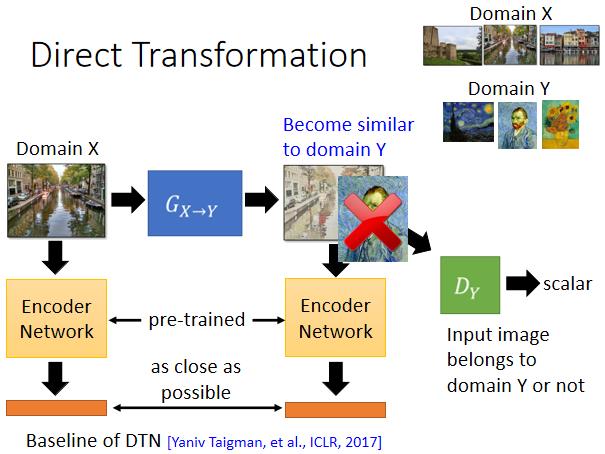 Direct Transformation
Domain X
Domain Y
Domain X
Become similar
to domain Y
G_{X→Y}
D_Y
scalar
Encoder
Network
pre-trained
Encoder
Network
Input image
belongs to
domain Y or not
as close as
possible
Baseline of DTN [Yaniv Taigman, et al., ICLR, 2017]